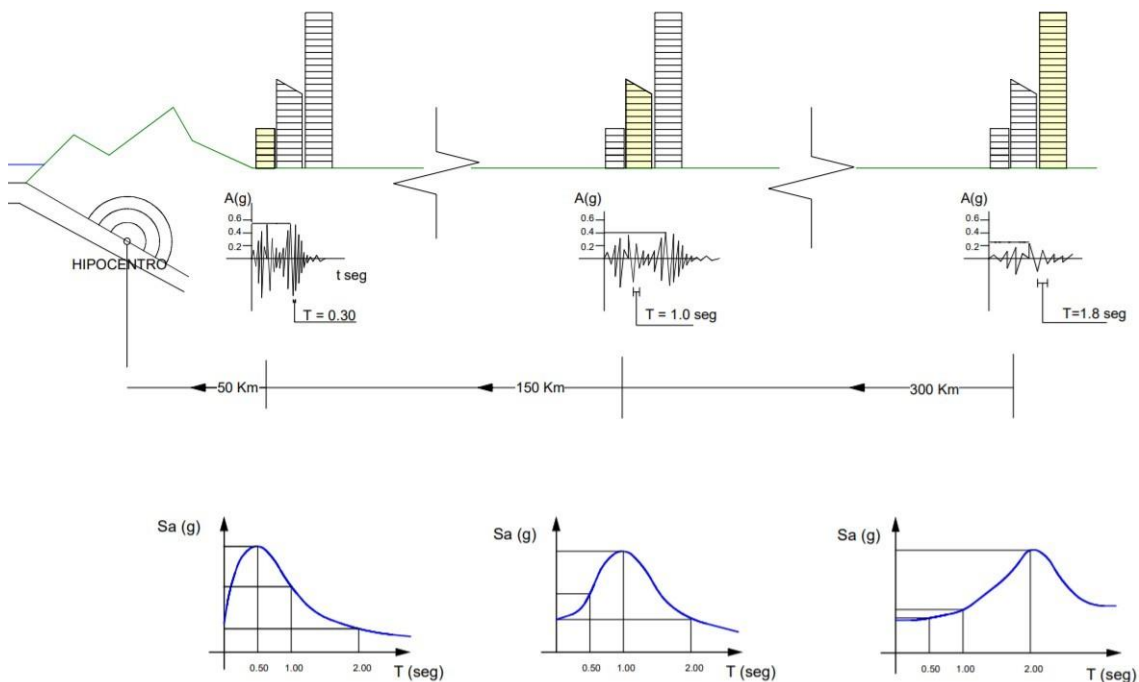 A(g)
0.6
0.4
0.2
HIPOCENTRO
t seg
T = 0.30
A(g)
0.6
0.4
0.2
T = 1.0 seg
A(g)
0.6
0.4
0.2
T=1.8 seg
50 Km
150 Km
300 Km
Sa (g)
0.50 1.00 2.00
T (seg)
Sa (g)
0.50 1.00 2.00
T (seg)
Sa (g)
0.50 1.00 2.00
T (seg)